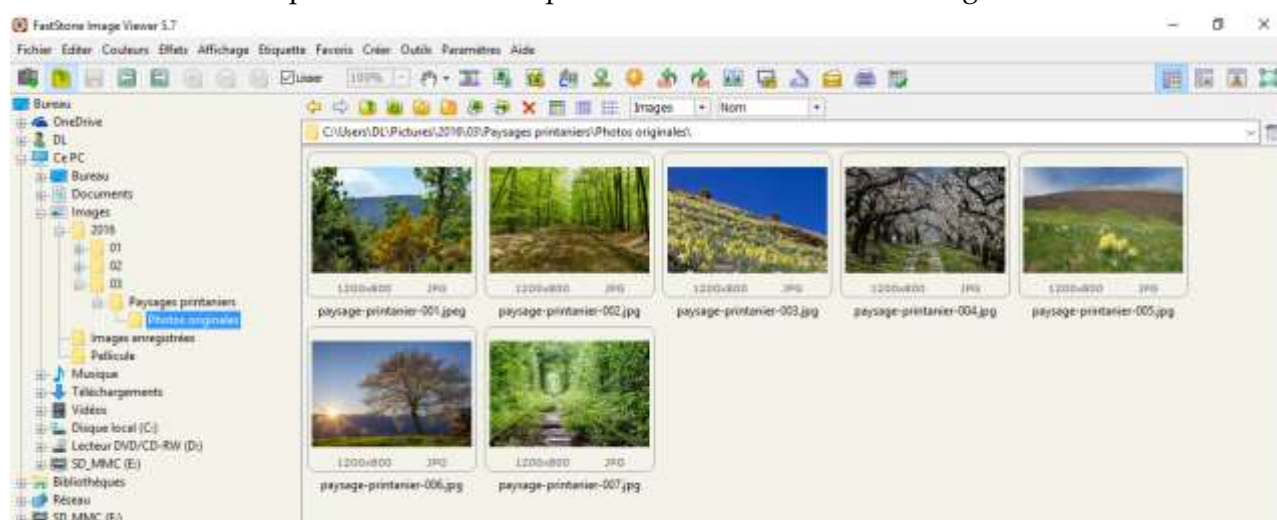 FastStone Image Viewer 5.7
Fichier Editer Couleurs Effets Affichage Etiquette Favoris Créer Outils Paramètres Aide
Lisser 100%
Bureau
Images Nom
OneDrive
C:\Users\DL\Pictures\2016\03\Paysages printaniers\Photos originales\
DL
Ce PC
Bureau
Documents
Images
2016
01
02
03
Paysages printaniers
Photos originales
Images enregistrées
Pellicule
Musique
Téléchargements
Vidéos
Disque local (C:)
Lecteur DVD/CD-RW (D:)
SD_MMC (E:)
Bibliothèques
Réseau
SD_MMC (E:)
1200x800 JPG
1200x800 JPG
1200x800 JPG
1200x800 JPG
1200x800 JPG
paysage-printanier-001.jpeg
paysage-printanier-002.jpg
paysage-printanier-003.jpg
paysage-printanier-004.jpg
paysage-printanier-005.jpg
1200x800 JPG
1200x800 JPG
paysage-printanier-006.jpg
paysage-printanier-007.jpg